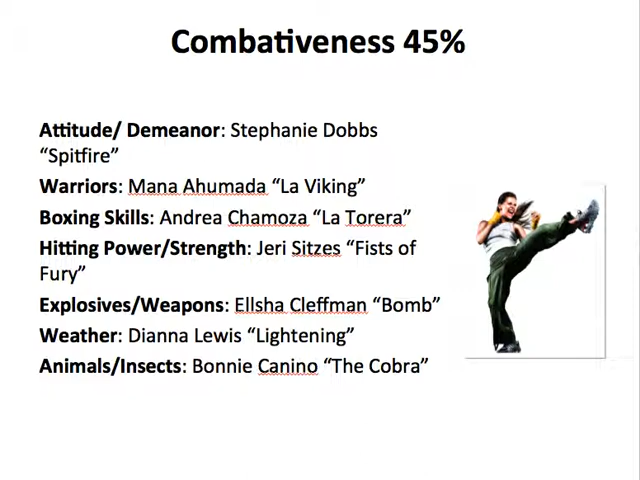 Combativeness 45%
Attitude/ Demeanor: Stephanie Dobbs
“Spitfire”
Warriors: Mana Ahumada “La Viking”
Boxing Skills: Andrea Chamoza “La Torera”
Hitting Power/Strength: Jeri Sitzes “Fists of
Fury”
Explosives/Weapons: Ellsha Cleffman “Bomb”
Weather: Dianna Lewis “Lightening”
Animals/Insects: Bonnie Canino “The Cobra”